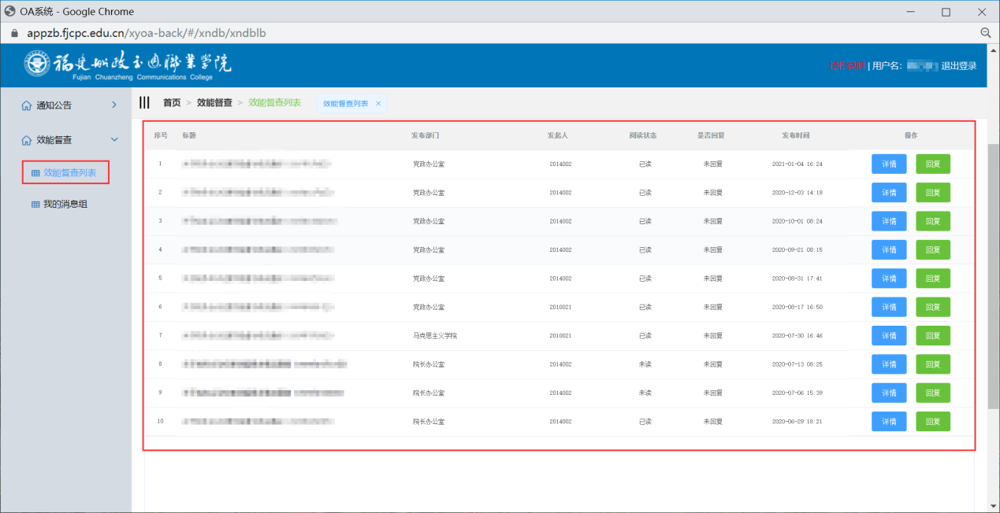 OA系统 - Google Chrome
appzb.fjcpc.edu.cn/xyoa-back/#/xndb/xndblb
福建船政交通職業学院
Fujian Chuanzheng Communications College
操作说明 | 用户名: 退出登录
通知公告
效能督查
效能督查列表
我的消息组
首页 > 效能督查 > 效能督查列表 效能督查列表 ×
序号 标题 发布部门 发起人 阅读状态 是否回复 发布时间 操作
1 党政办公室 2014002 已读 未回复 2021-01-04 16:24 详情 回复
2 党政办公室 2014002 已读 未回复 2020-12-03 14:18 详情 回复
3 党政办公室 2014002 已读 未回复 2020-10-01 08:24 详情 回复
4 党政办公室 2014002 已读 未回复 2020-09-21 08:15 详情 回复
5 党政办公室 2014002 已读 未回复 2020-08-31 17:41 详情 回复
6 党政办公室 2010021 已读 未回复 2020-08-17 16:50 详情 回复
7 马克思主义学院 2010021 已读 未回复 2020-07-30 16:46 详情 回复
8 院长办公室 2014002 未读 未回复 2020-07-13 08:25 详情 回复
9 院长办公室 2014002 未读 未回复 2020-07-06 15:39 详情 回复
10 院长办公室 2014002 已读 未回复 2020-06-29 18:21 详情 回复